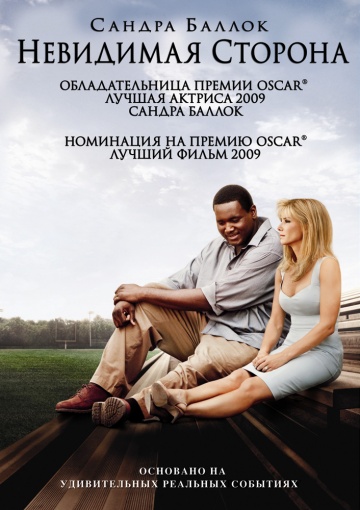 Сандра Баллок
Невидимая Сторона
ОБЛАДАТЕЛЬНИЦА ПРЕМИИ OSCAR®
ЛУЧШАЯ АКТРИСА 2009
САНДРА БАЛЛОК
НОМИНАЦИЯ НА ПРЕМИЮ OSCAR®
ЛУЧШИЙ ФИЛЬМ 2009
ОСНОВАНО НА
УДИВИТЕЛЬНЫХ РЕАЛЬНЫХ СОБЫТИЯХ